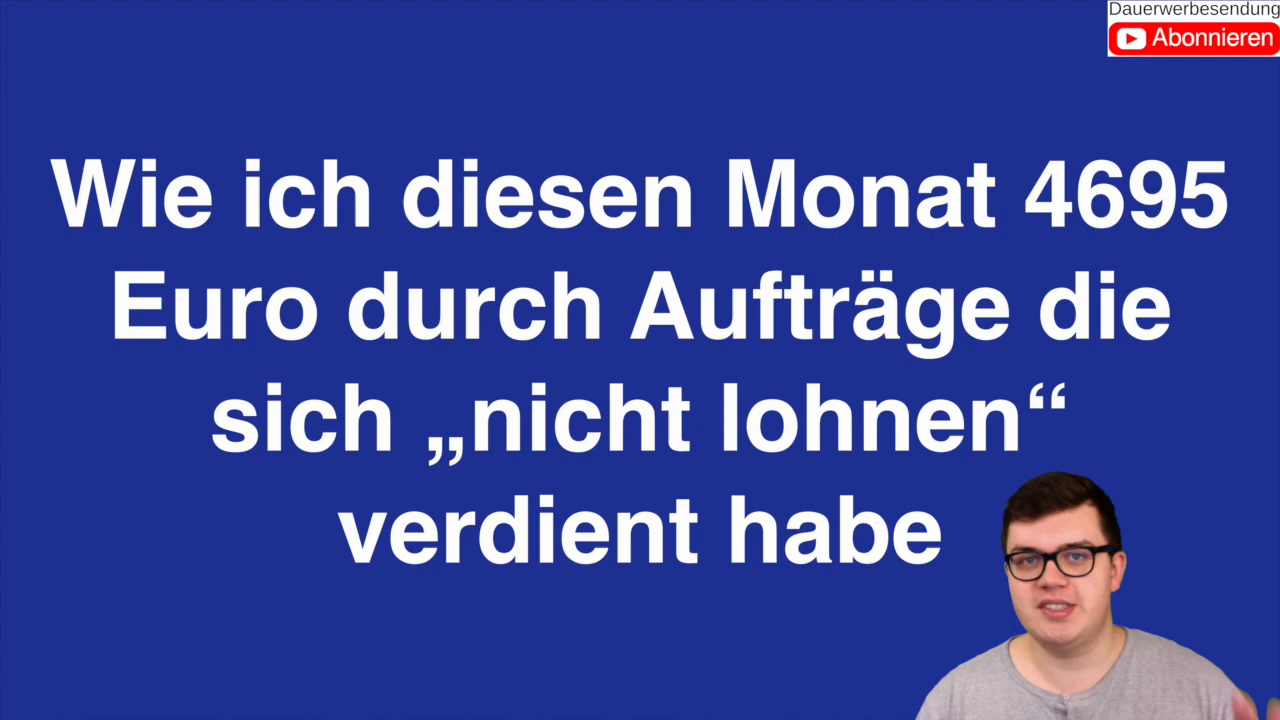 Dauerwerbesendung
Abonnieren
Wie ich diesen Monat 4695
Euro durch Aufträge die
sich „nicht lohnen“
verdient habe